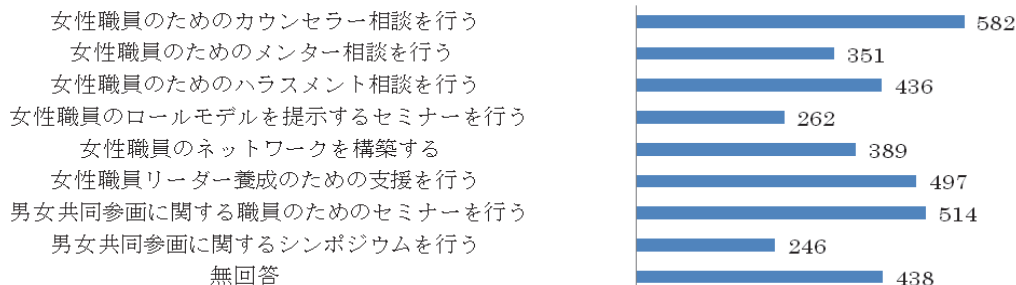 女性職員のためのカウンセラー相談を行う 582
女性職員のためのメンター相談を行う 351
女性職員のためのハラスメント相談を行う 436
女性職員のロールモデルを提示するセミナーを行う 262
女性職員のネットワークを構築する 389
女性職員リーダー養成のための支援を行う 497
男女共同参画に関する職員のためのセミナーを行う 514
男女共同参画に関するシンポジウムを行う 246
無回答 438